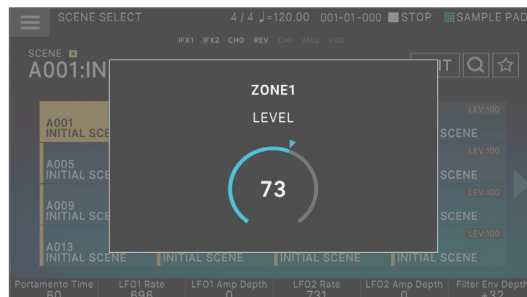 SCENE SELECT 4 / 4 ♩=120.00 001-01-000 STOP SAMPLE PAD
IFX1 IFX2 CHO REV CMP MEQ VOC
SCENE
A001:IN IT
ZONE1
LEVEL
73
LEV:100
A001
INITIAL SCE SCENE
LEV:100
A005
INITIAL SCE SCENE
LEV:100
A009
INITIAL SCE SCENE
LEV:100
A013
INITIAL SCENE INITIAL SCENE INITIAL SCENE INITIAL SCENE
Portamento Time LFO1 Rate LFO1 Amp Depth LFO2 Rate LFO2 Amp Depth Filter Env Depth
60 696 0 731 0 +32